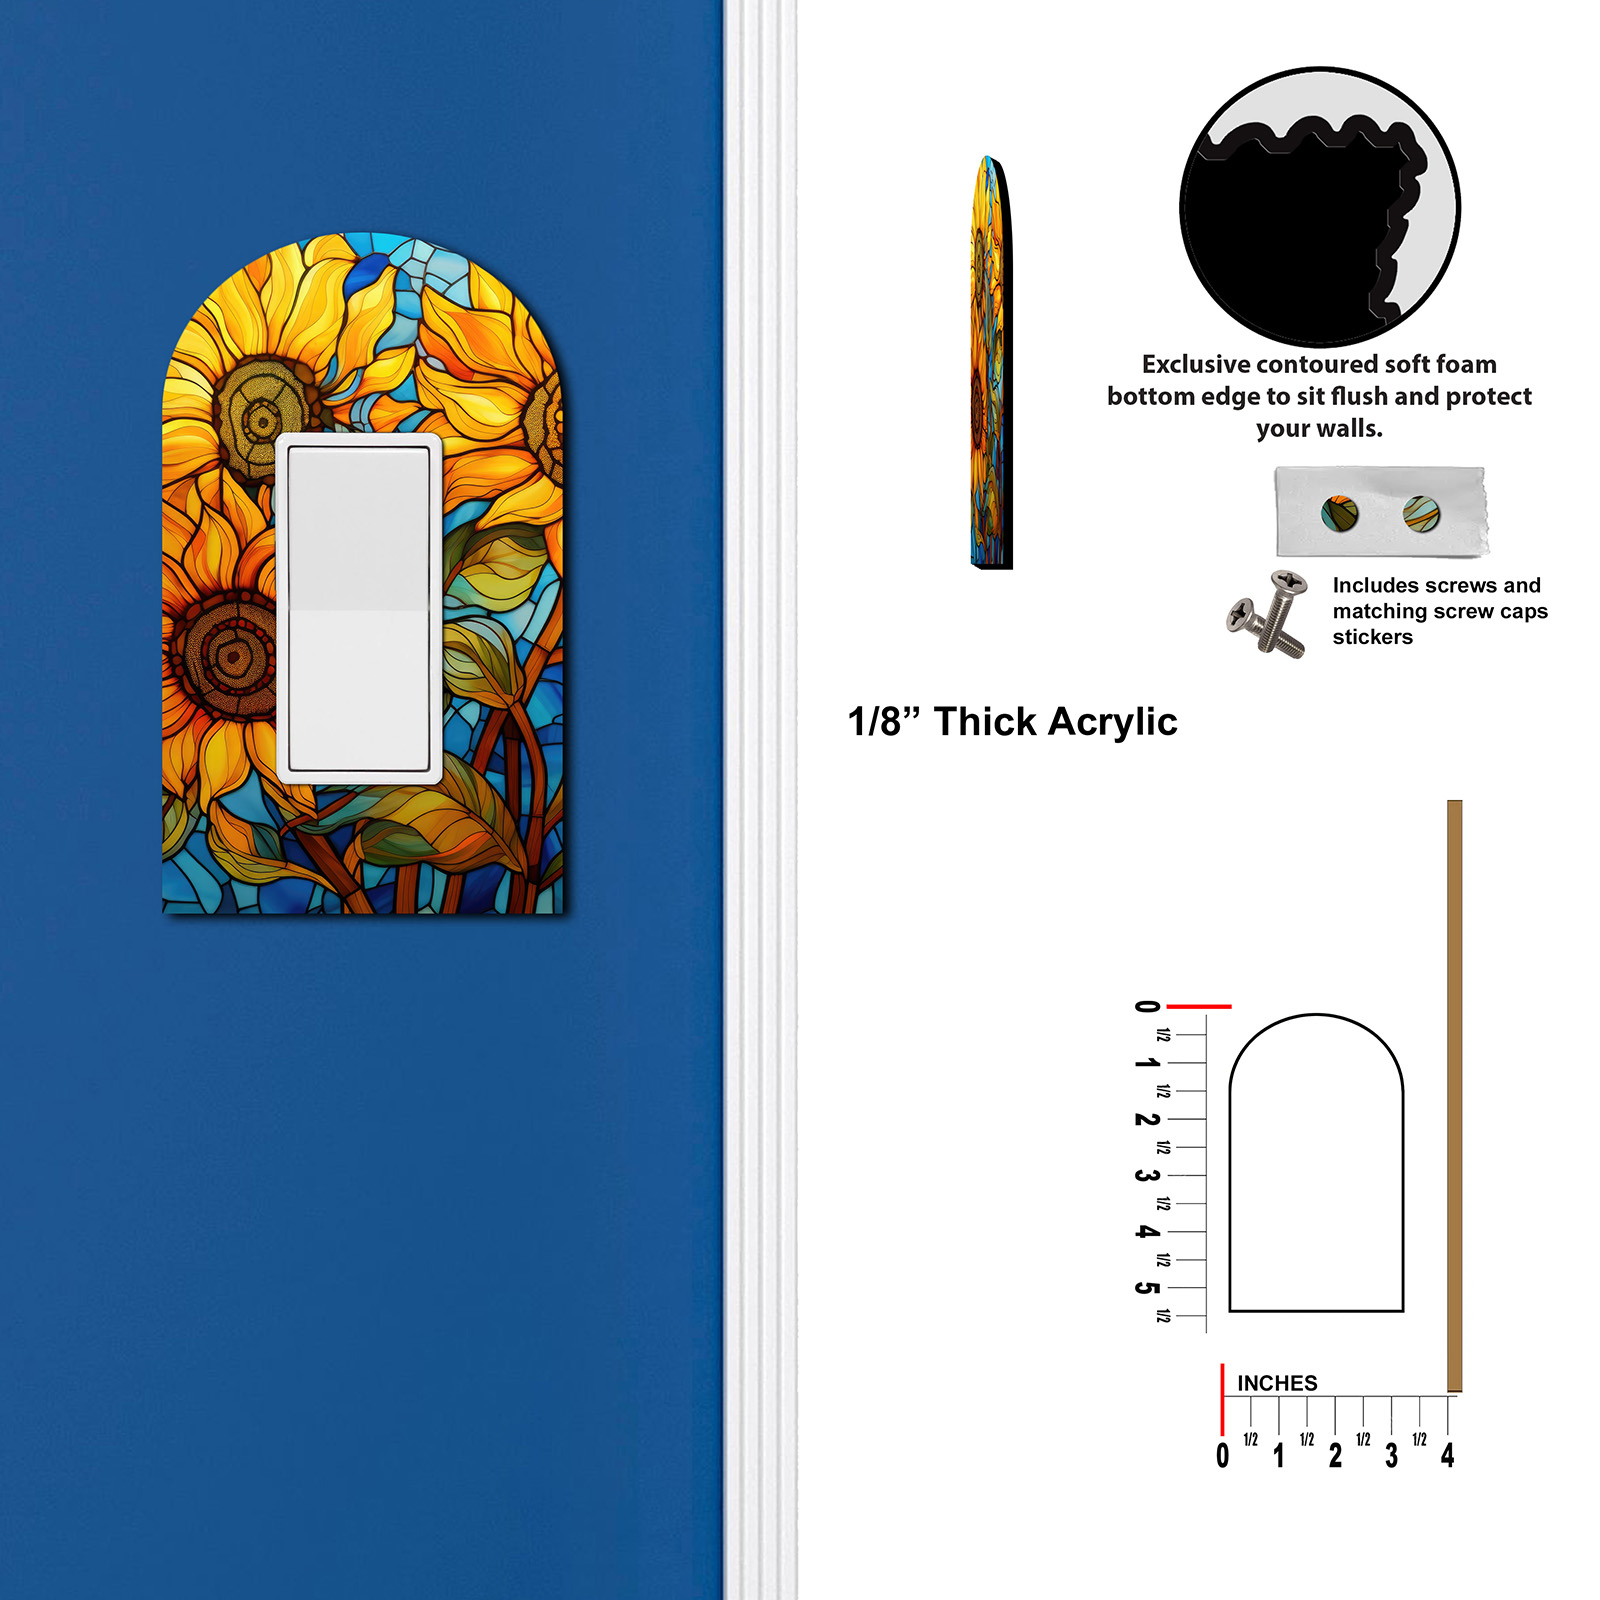 Exclusive contoured soft foam
bottom edge to sit flush and protect
your walls.
Includes screws and
matching screw caps
stickers
1/8” Thick Acrylic
0
1/2
1
1/2
2
1/2
3
1/2
4
1/2
5
1/2
INCHES
0 1/2 1 1/2 2 1/2 3 1/2 4